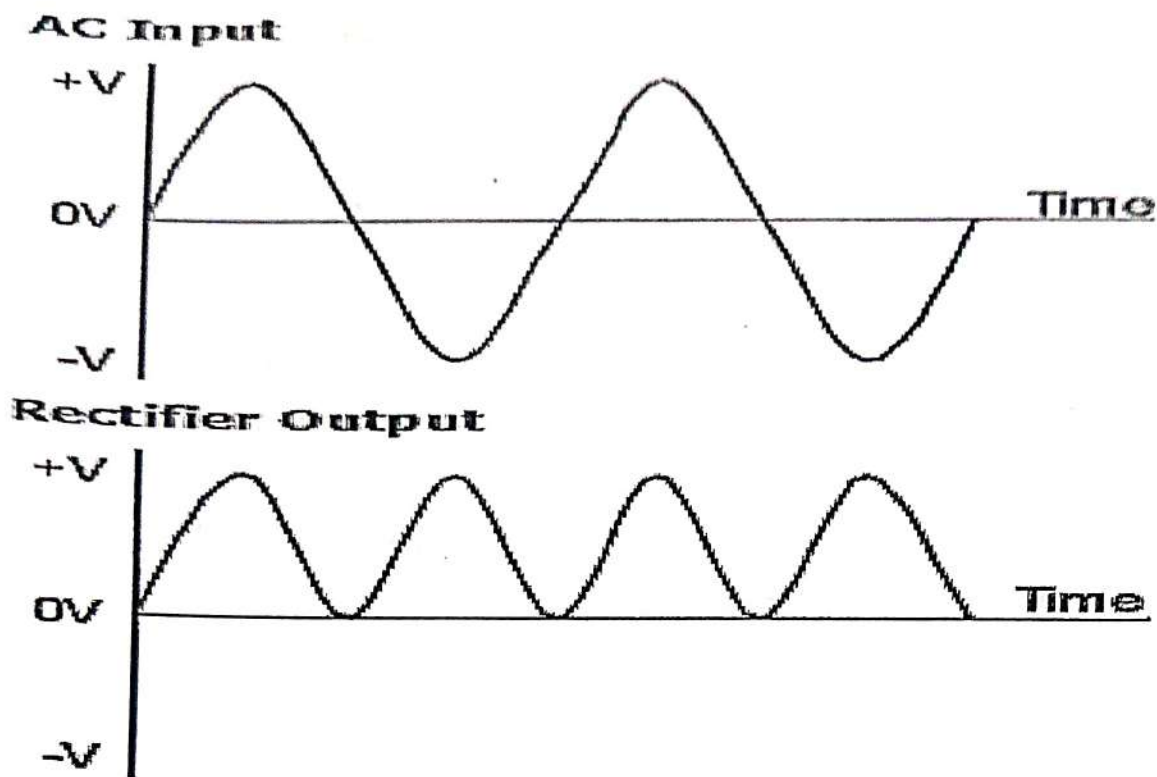 AC Input
+V
0V
Time
-V
Rectifier Output
+V
0V
Time
-V